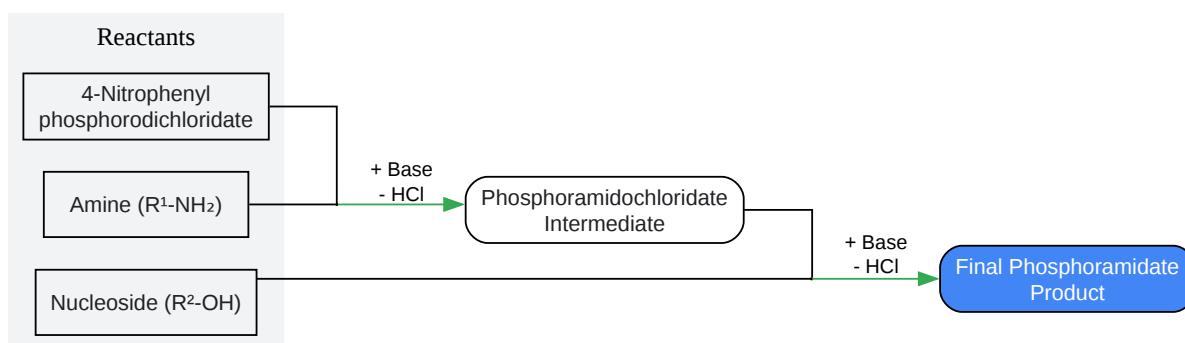 Reactants
4-Nitrophenyl
phosphorodichloridate
Amine (R¹-NH₂)
Nucleoside (R²-OH)
+ Base
- HCl
Phosphoramidochloridate
Intermediate
+ Base
- HCl
Final Phosphoramidate
Product